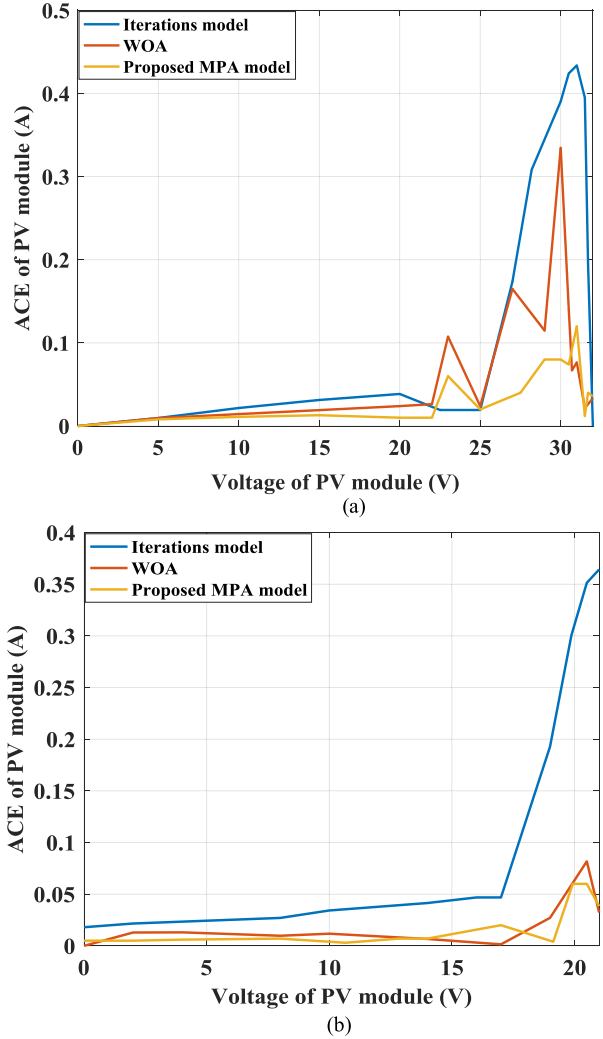 0.5
Iterations model
WOA
Proposed MPA model
0.4
0.3
0.2
0.1
0
ACE of PV module (A)
0 5 10 15 20 25 30
Voltage of PV module (V)
(a)
0.4
Iterations model
WOA
Proposed MPA model
0.35
0.3
0.25
0.2
0.15
0.1
0.05
0
ACE of PV module (A)
0 5 10 15 20
Voltage of PV module (V)
(b)